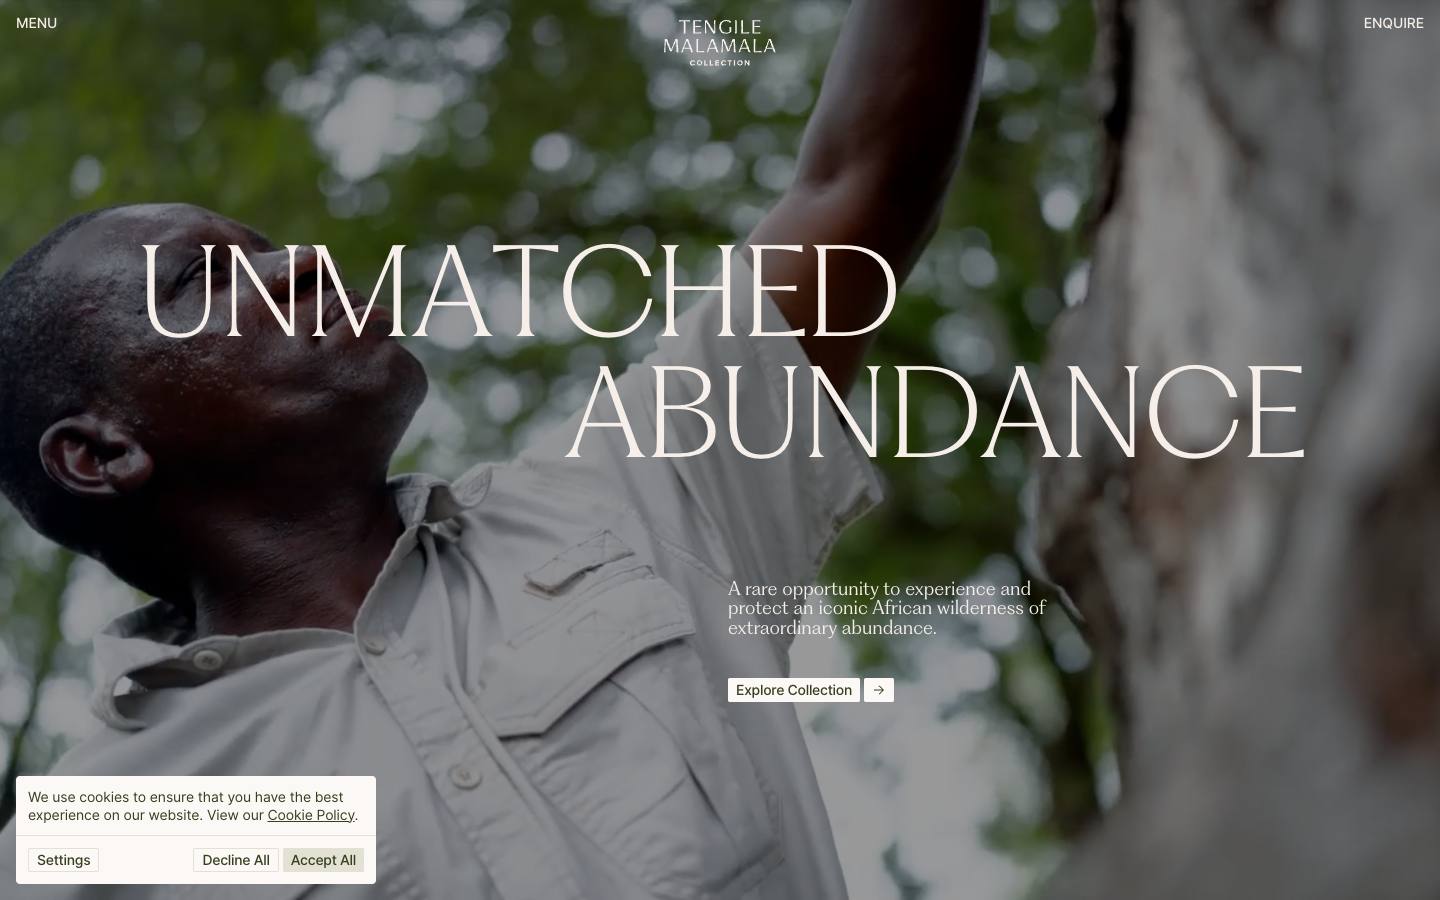 MENU
TENGILE
MALAMALA
COLLECTION
ENQUIRE
UNMATCHED
ABUNDANCE
A rare opportunity to experience and
protect an iconic African wilderness of
extraordinary abundance.
Explore Collection →
We use cookies to ensure that you have the best
experience on our website. View our Cookie Policy.
Settings
Decline All
Accept All